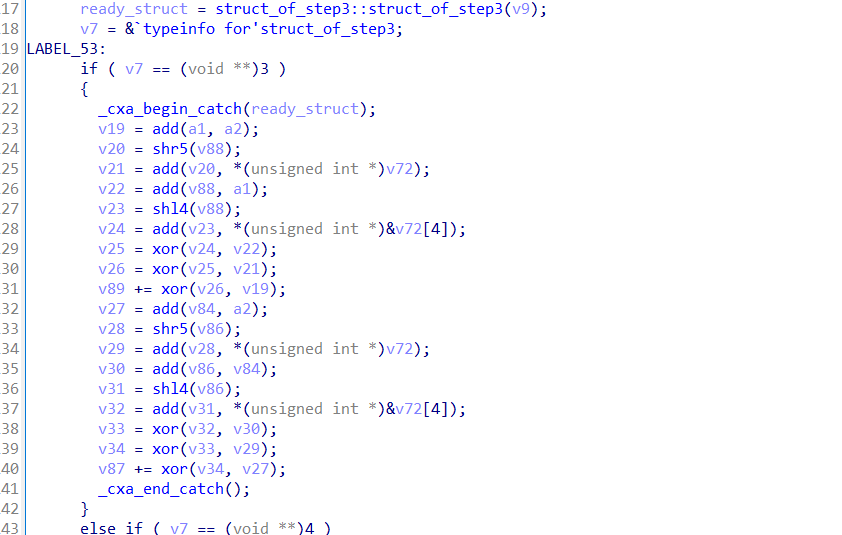 17 ready_struct = struct_of_step3::struct_of_step3(v9);
18 v7 = &`typeinfo for'struct_of_step3;
19 LABEL_53:
20 if ( v7 == (void **)3 )
21 {
22 _cxa_begin_catch(ready_struct);
23 v19 = add(a1, a2);
24 v20 = shr5(v88);
25 v21 = add(v20, *(unsigned int *)v72);
26 v22 = add(v88, a1);
27 v23 = shl4(v88);
28 v24 = add(v23, *(unsigned int *)&v72[4]);
29 v25 = xor(v24, v22);
30 v26 = xor(v25, v21);
31 v89 += xor(v26, v19);
32 v27 = add(v84, a2);
33 v28 = shr5(v86);
34 v29 = add(v28, *(unsigned int *)v72);
35 v30 = add(v86, v84);
36 v31 = shl4(v86);
37 v32 = add(v31, *(unsigned int *)&v72[4]);
38 v33 = xor(v32, v30);
39 v34 = xor(v33, v29);
40 v87 += xor(v34, v27);
41 _cxa_end_catch();
42 }
43 else if ( v7 == (void **)4 )